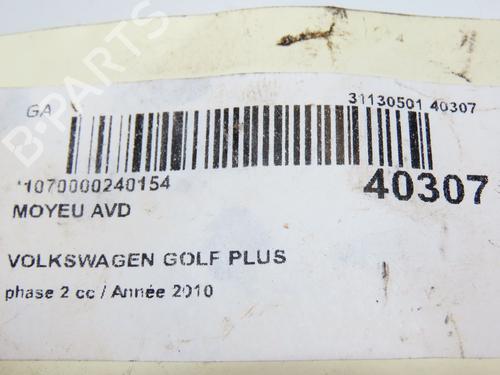 GA
31130501 40307
*1070000240154
40307
MOYEU AVD
VOLKSWAGEN GOLF PLUS
phase 2 cc / Année 2010
B-PARTS